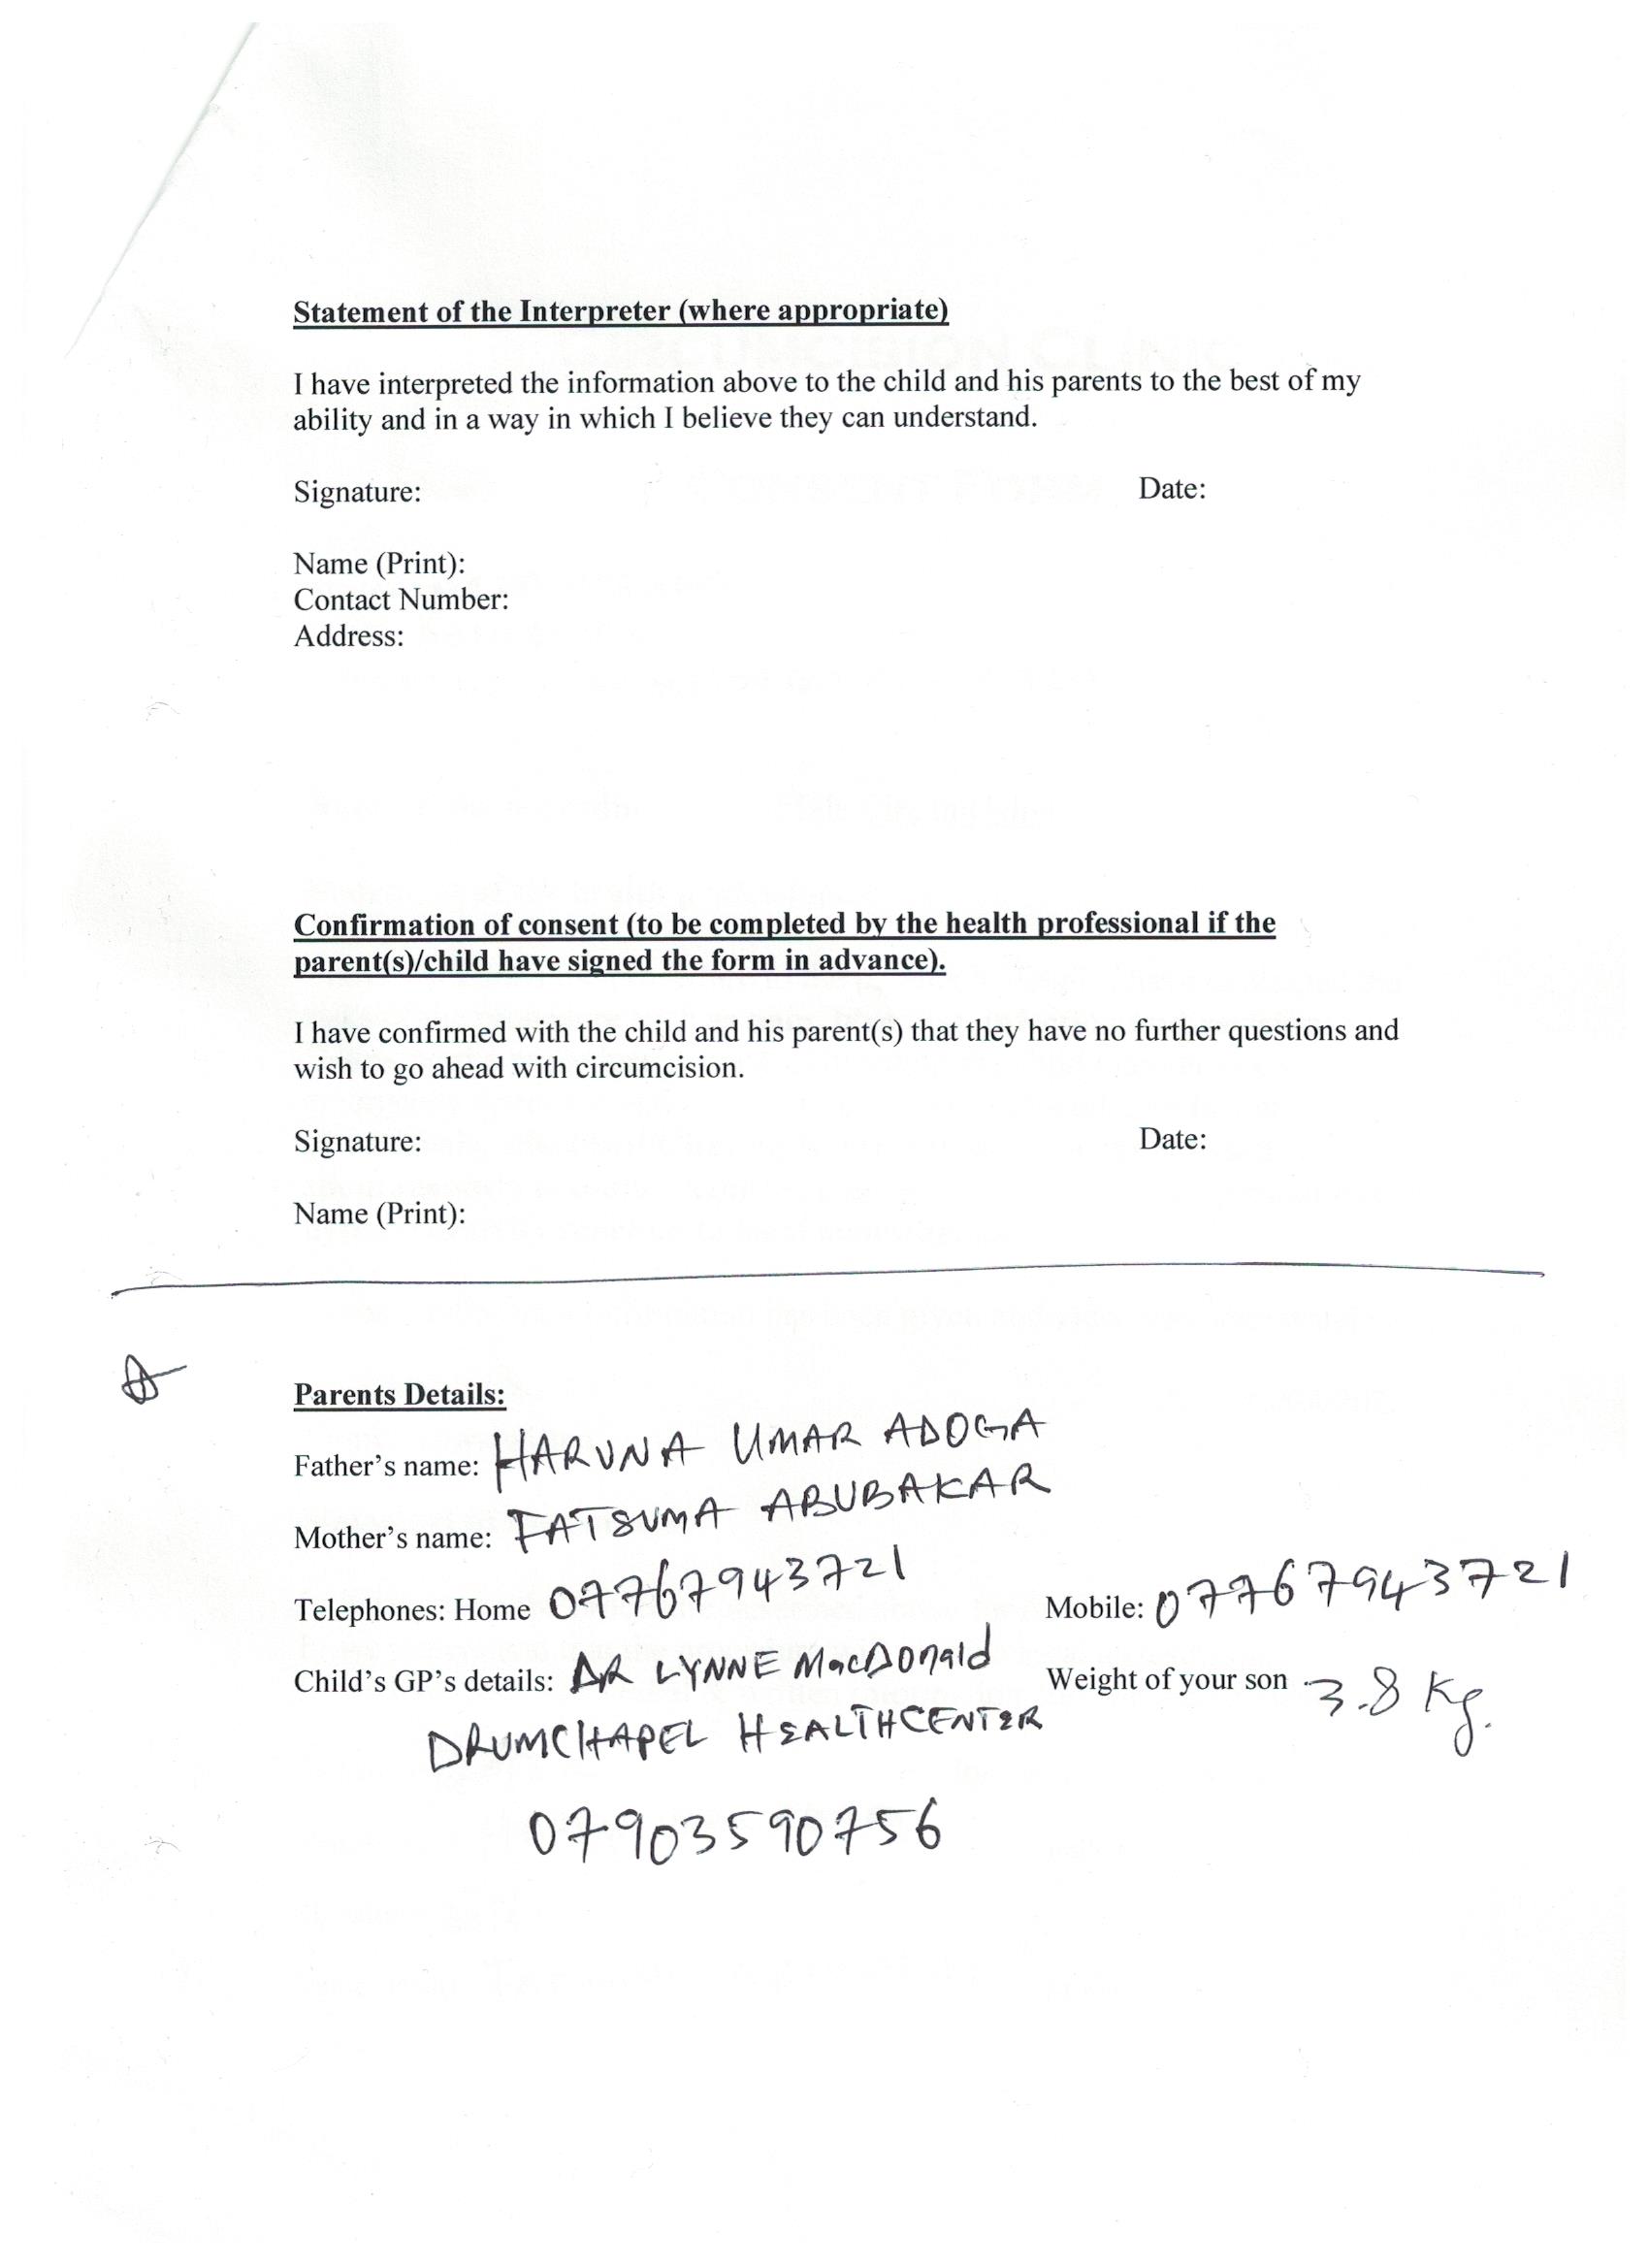 Statement of the Interpreter (where appropriate)
I have interpreted the information above to the child and his parents to the best of my
ability and in a way in which I believe they can understand.
Signature: Date:
Name (Print):
Contact Number:
Address:
Confirmation of consent (to be completed by the health professional if the
parent(s)/child have signed the form in advance).
I have confirmed with the child and his parent(s) that they have no further questions and
wish to go ahead with circumcision.
Signature: Date:
Name (Print):
Parents Details:
Father's name: HARUNA UMAR ADOGA
Mother's name: FATSUMA ABUBAKAR
Telephones: Home 07767943721 Mobile: 07767943721
Child's GP's details: DR LYNNE MacDonald Weight of your son 3.8 Kg.
DRUMCHAPEL HEALTHCENTER
07903590756